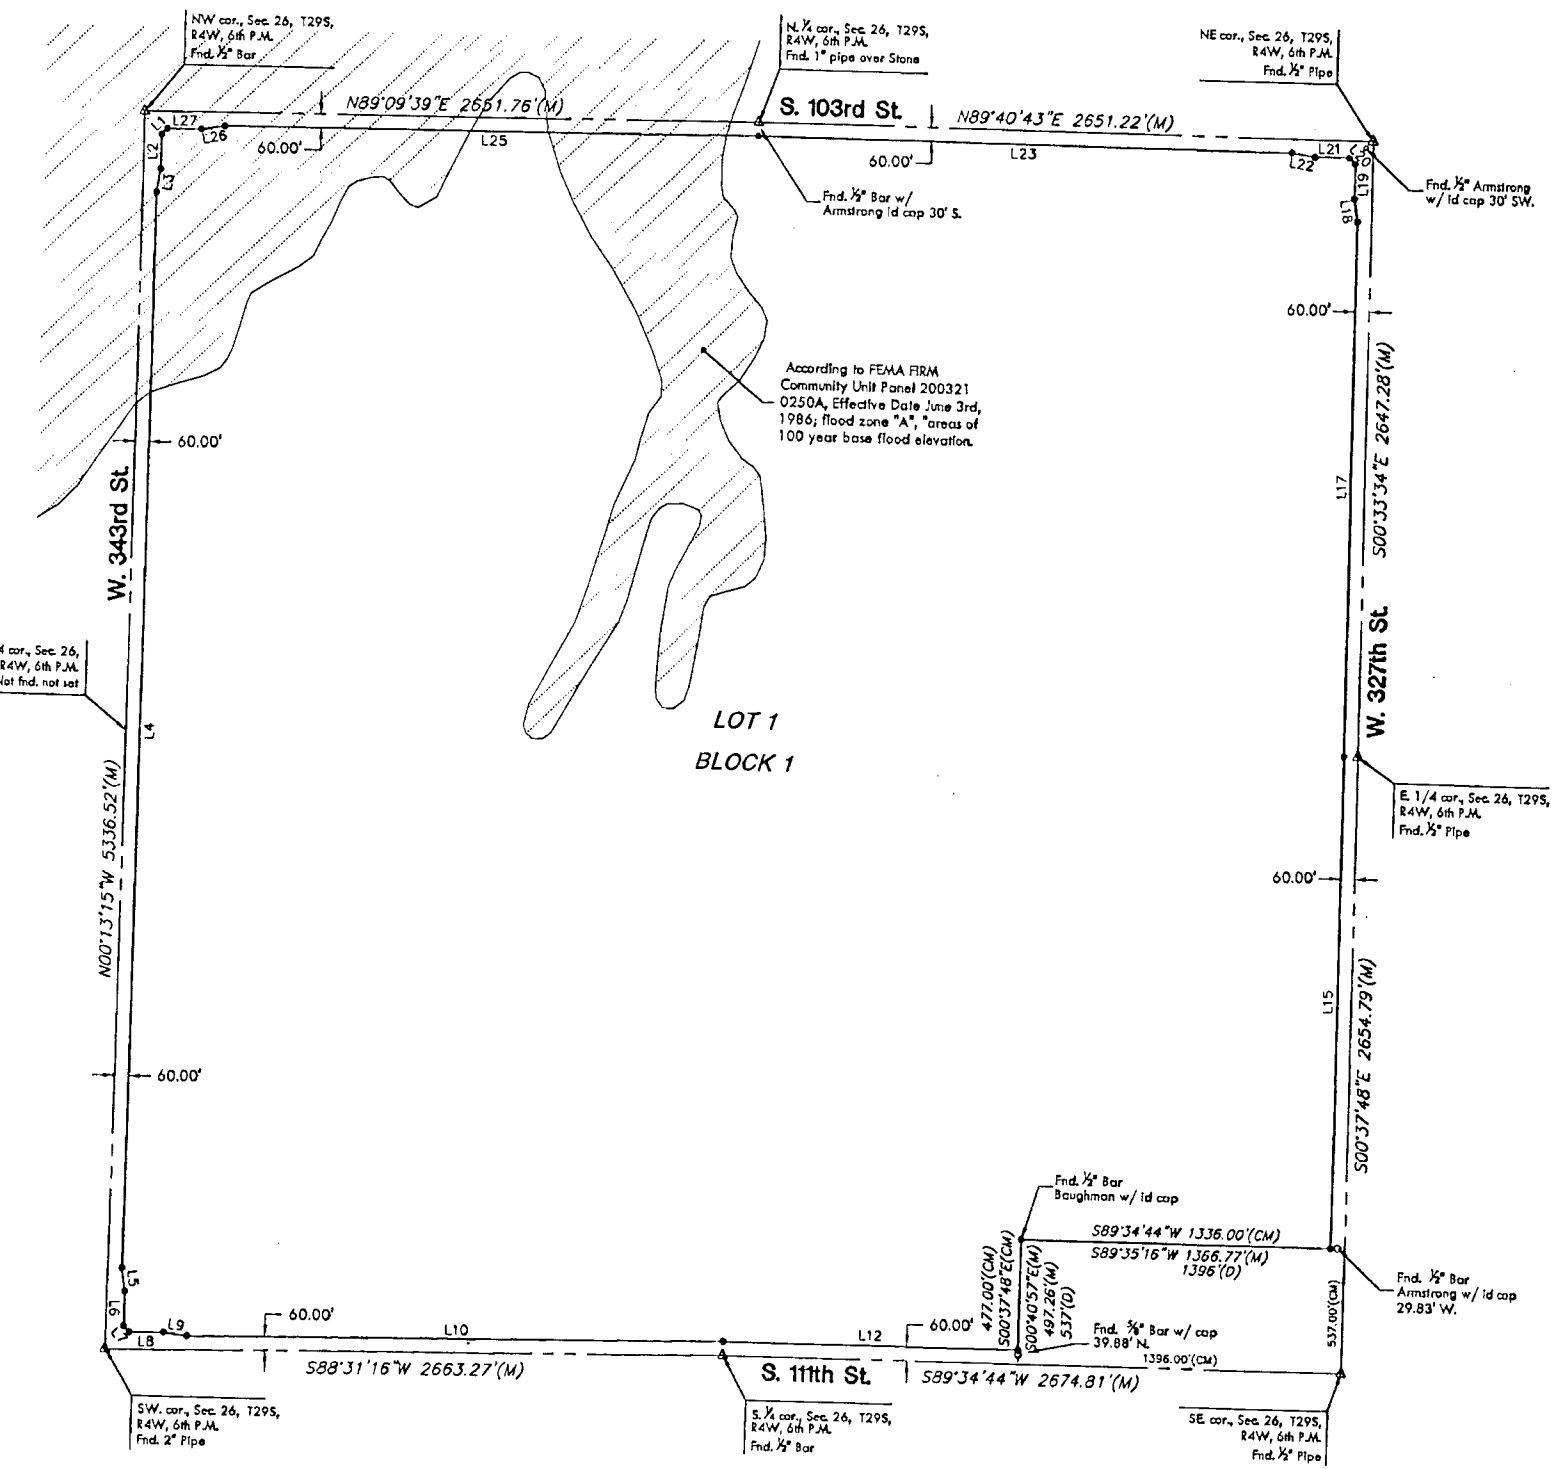 NW cor., Sec. 26, T29S,
R4W, 6th P.M.
Fnd. ½" Bar
N. ¼ cor., Sec. 26, T29S,
R4W, 6th P.M.
Fnd. 1" pipe over Stone
NE cor., Sec. 26, T29S,
R4W, 6th P.M.
Fnd. ½" Pipe
N89°09'39"E 2651.76'(M)
S. 103rd St.
N89°40'43"E 2651.22'(M)
L1
L27
L26
L25
60.00'
60.00'
L23
L22
L21
L20
L2
L3
L19
L18
Fnd. ½" Bar w/
Armstrong id cap 30' S.
Fnd. ½" Armstrong
w/ id cap 30' SW.
60.00'
According to FEMA FIRM
Community Unit Panel 200321
0250A, Effective Date June 3rd,
1986; flood zone "A", "areas of
100 year base flood elevation.
60.00'
S00°33'34"E 2647.28'(M)
L17
W. 343rd St.
W. 327th St.
4 cor., Sec. 26,
R4W, 6th P.M.
Not fnd. not set
L4
LOT 1
BLOCK 1
E. 1/4 cor., Sec. 26, T29S,
R4W, 6th P.M.
Fnd. ½" Pipe
N00°13'15"W 5336.52'(M)
60.00'
L15
S00°37'48"E 2654.79'(M)
60.00'
Fnd. ½" Bar
Baughman w/ id cap
S89°34'44"W 1336.00'(CM)
S89°35'16"W 1366.77'(M)
1396'(D)
477.00'(CM)
S00°37'48"E(CM)
S00°40'57"E(M)
497.26'(M)
537'(D)
Fnd. ½" Bar
Armstrong w/ id cap
29.83' W.
537.00'(CM)
L5
L6
L7
L8
L9
60.00'
L10
L12
60.00'
Fnd. ⅝" Bar w/ cap
39.88' N.
1396.00'(CM)
S88°31'16"W 2663.27'(M)
S. 111th St.
S89°34'44"W 2674.81'(M)
SW. cor., Sec. 26, T29S,
R4W, 6th P.M.
Fnd. 2" Pipe
S. ¼ cor., Sec. 26, T29S,
R4W, 6th P.M.
Fnd. ½" Bar
SE cor., Sec. 26, T29S,
R4W, 6th P.M.
Fnd. ½" Pipe